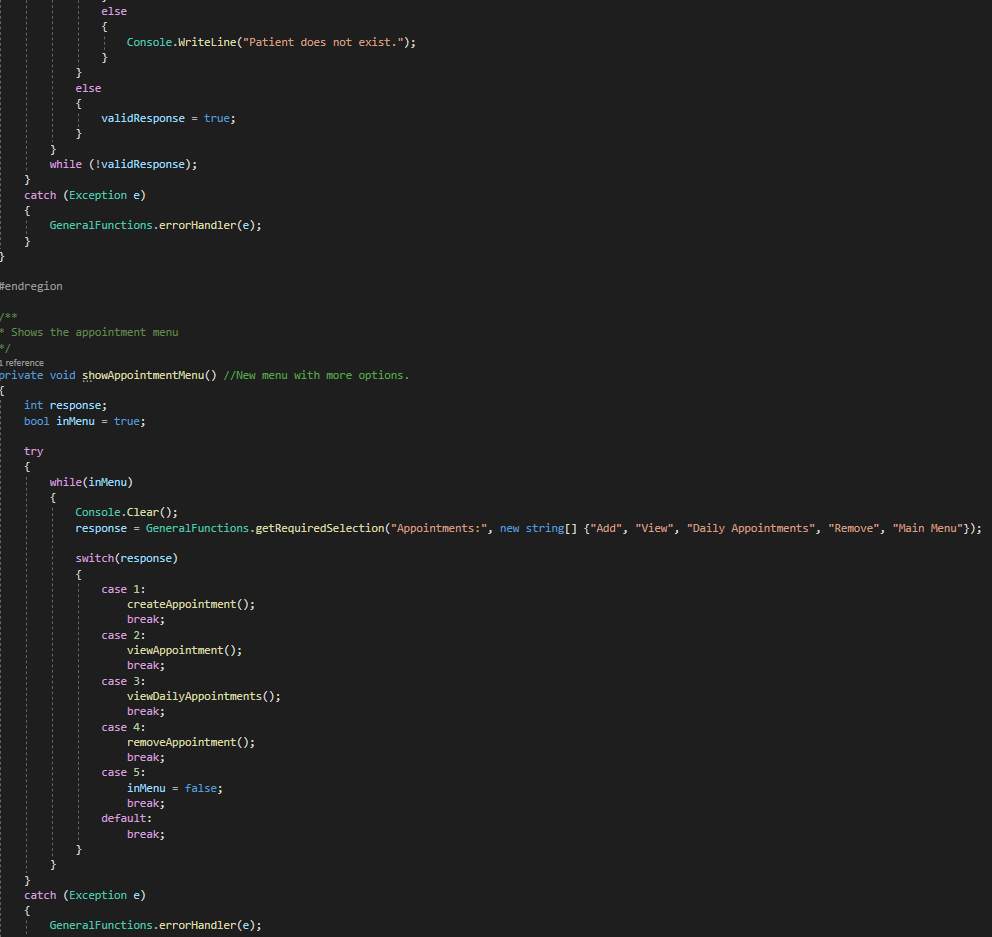 else
{
Console.WriteLine("Patient does not exist.");
}
}
else
{
validResponse = true;
}
}
while (!validResponse);
}
catch (Exception e)
{
GeneralFunctions.errorHandler(e);
}
}
#endregion
/**
* Shows the appointment menu
*/
1 reference
private void showAppointmentMenu() //New menu with more options.
{
int response;
bool inMenu = true;
try
{
while(inMenu)
{
Console.Clear();
response = GeneralFunctions.getRequiredSelection("Appointments:", new string[] {"Add", "View", "Daily Appointments", "Remove", "Main Menu"});
switch(response)
{
case 1:
createAppointment();
break;
case 2:
viewAppointment();
break;
case 3:
viewDailyAppointments();
break;
case 4:
removeAppointment();
break;
case 5:
inMenu = false;
break;
default:
break;
}
}
}
catch (Exception e)
{
GeneralFunctions.errorHandler(e);